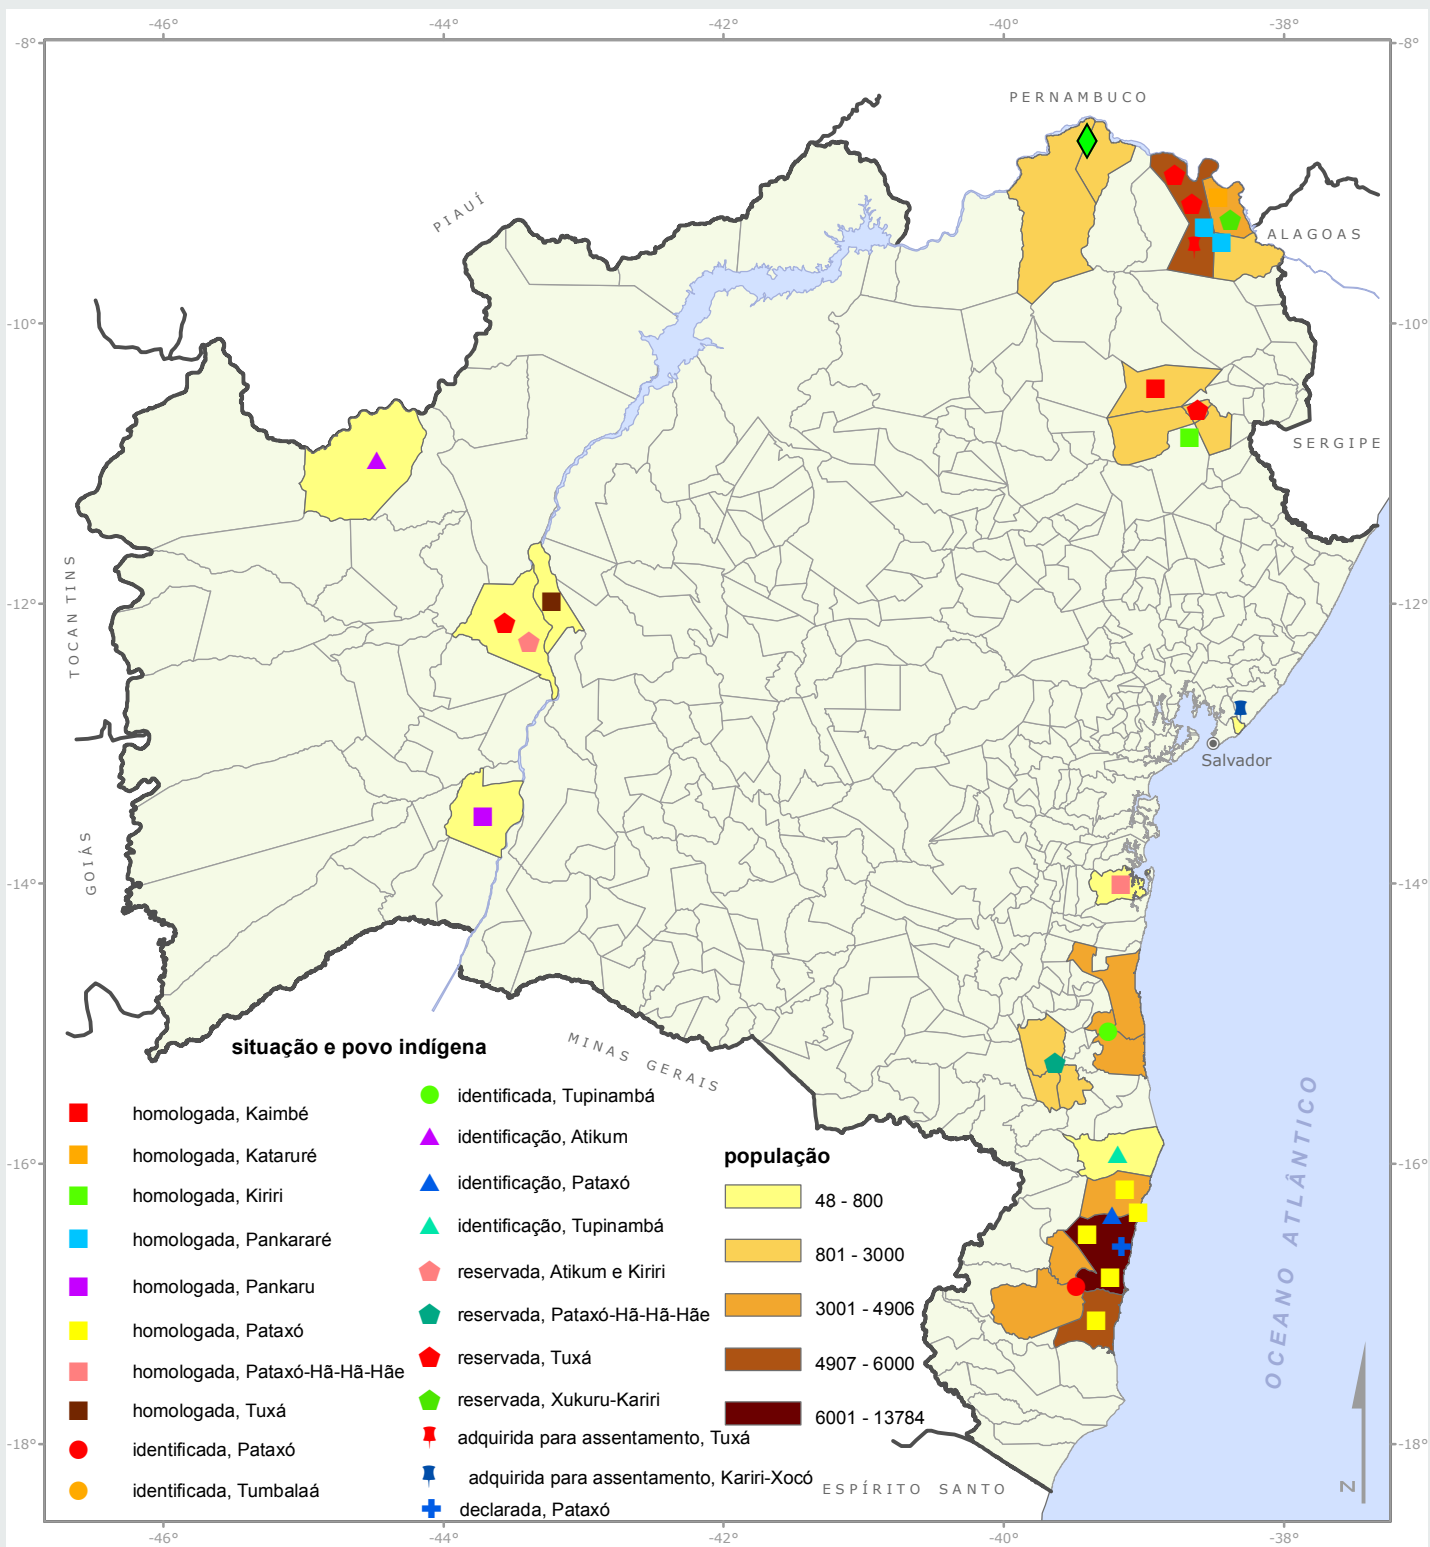 -46° -44° -42° -40° -38°
-8° -8°
PERNAMBUCO
PIAUÍ
ALAGOAS
-10° -10°
SERGIPE
TOCANTINS
-12° -12°
Salvador
GOIÁS
-14° -14°
MINAS GERAIS
OCEANO ATLÂNTICO
-16° -16°
situação e povo indígena
homologada, Kaimbé
homologada, Kataruré
homologada, Kiriri
homologada, Pankararé
homologada, Pankaru
homologada, Pataxó
homologada, Pataxó-Hã-Hã-Hãe
homologada, Tuxá
identificada, Pataxó
identificada, Tumbalaá
identificada, Tupinambá
identificação, Atikum
identificação, Pataxó
identificação, Tupinambá
reservada, Atikum e Kiriri
reservada, Pataxó-Hã-Hã-Hãe
reservada, Tuxá
reservada, Xukuru-Kariri
adquirida para assentamento, Tuxá
adquirida para assentamento, Kariri-Xocó
declarada, Pataxó
população
48 - 800
801 - 3000
3001 - 4906
4907 - 6000
6001 - 13784
-18° -18°
ESPÍRITO SANTO
N
-46° -44° -42° -40° -38°